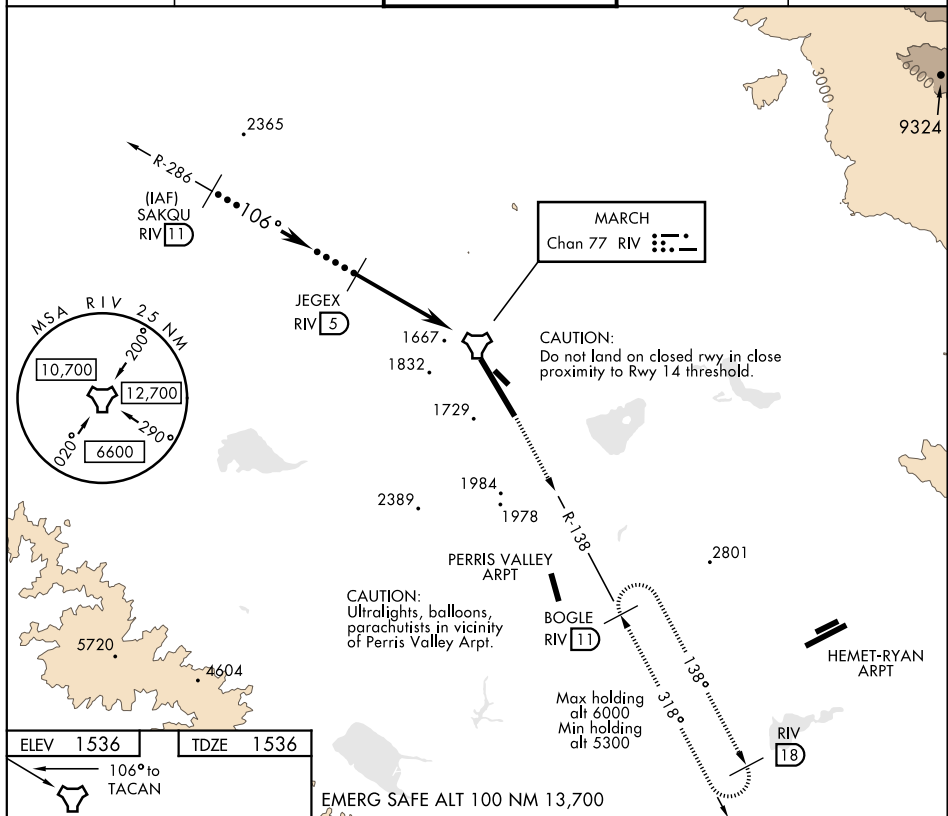 2365
3000
6000
9324
R-286
(IAF)
SAKQU
RIV 11
106°
JEGEX
RIV 5
MARCH
Chan 77 RIV
MSA RIV 25 NM
200°
10,700
12,700
290°
020°
6600
1667
1832
1729
CAUTION:
Do not land on closed rwy in close
proximity to Rwy 14 threshold.
2389
1984
1978
R-138
2801
PERRIS VALLEY
ARPT
CAUTION:
Ultralights, balloons,
parachutists in vicinity
of Perris Valley Arpt.
BOGLE
RIV 11
HEMET-RYAN
ARPT
138°
318°
Max holding
alt 6000
Min holding
alt 5300
RIV
18
5720
4604
ELEV 1536
TDZE 1536
106° to
TACAN
EMERG SAFE ALT 100 NM 13,700